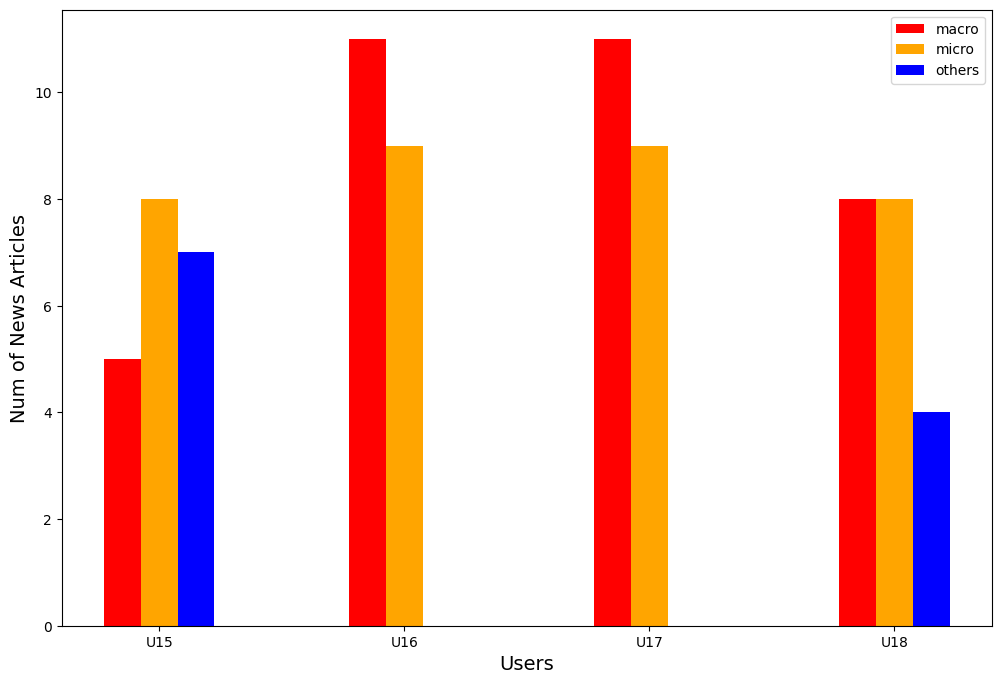 macro
micro
others
Num of News Articles
10
8
6
4
2
0
U15 U16 U17 U18
Users